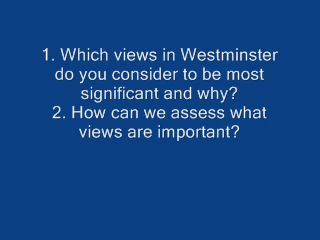 1. Which views in Westminster
do you consider to be most
significant and why?
2. How can we assess what
views are important?